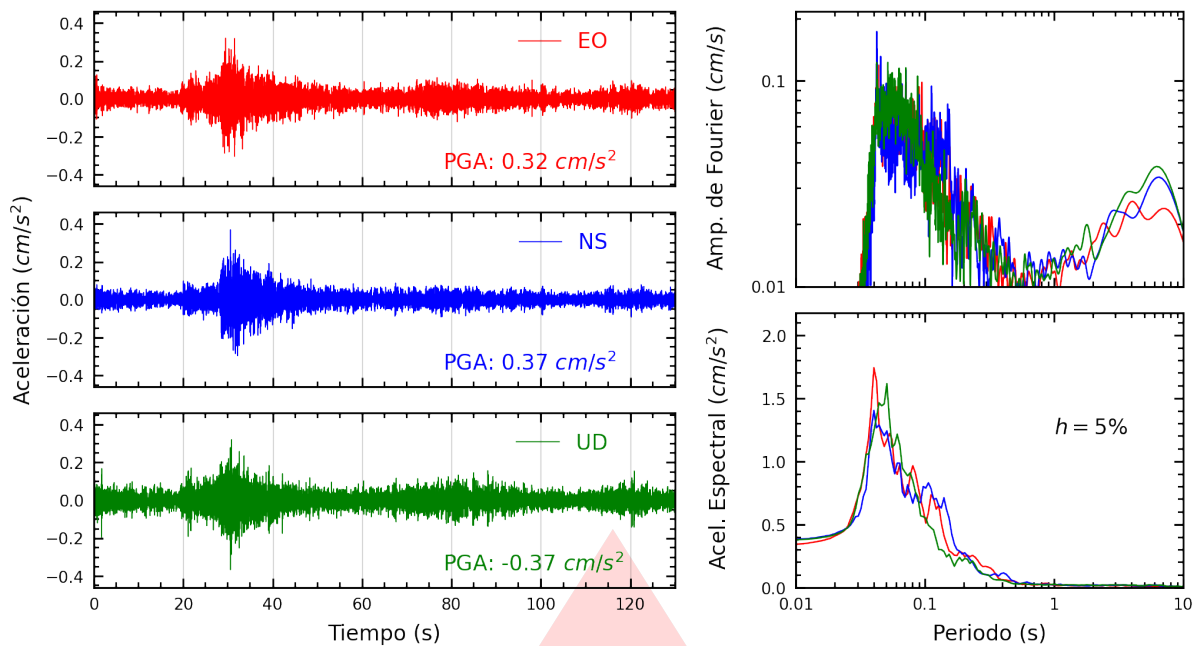 Aceleración (cm/s²)
0.4
0.2
0.0
−0.2
−0.4
EO
PGA: 0.32 cm/s²
0.4
0.2
0.0
−0.2
−0.4
NS
PGA: 0.37 cm/s²
0.4
0.2
0.0
−0.2
−0.4
UD
PGA: -0.37 cm/s²
0 20 40 60 80 100 120
Tiempo (s)
Amp. de Fourier (cm/s)
0.1
0.01
Acel. Espectral (cm/s²)
2.0
1.5
1.0
0.5
0.0
h = 5%
0.01 0.1 1 10
Periodo (s)